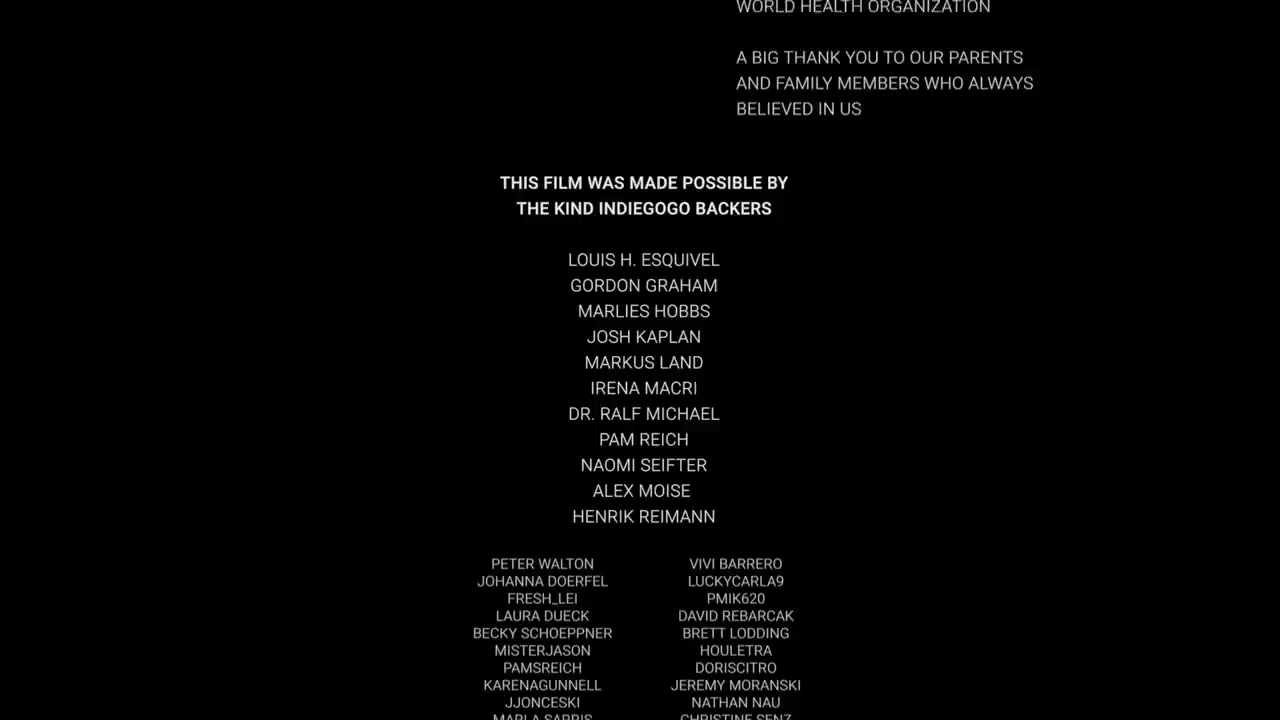 WORLD HEALTH ORGANIZATION
A BIG THANK YOU TO OUR PARENTS
AND FAMILY MEMBERS WHO ALWAYS
BELIEVED IN US
THIS FILM WAS MADE POSSIBLE BY
THE KIND INDIEGOGO BACKERS
LOUIS H. ESQUIVEL
GORDON GRAHAM
MARLIES HOBBS
JOSH KAPLAN
MARKUS LAND
IRENA MACRI
DR. RALF MICHAEL
PAM REICH
NAOMI SEIFTER
ALEX MOISE
HENRIK REIMANN
PETER WALTON
JOHANNA DOERFEL
FRESH_LEI
LAURA DUECK
BECKY SCHOEPPNER
MISTERJASON
PAMSREICH
KARENAGUNNELL
JJONCESKI
MARLA SARRIS
VIVI BARRERO
LUCKYCARLA9
PMIK620
DAVID REBARCAK
BRETT LODDING
HOULETRA
DORISCITRO
JEREMY MORANSKI
NATHAN NAU
CHRISTINE SENZ